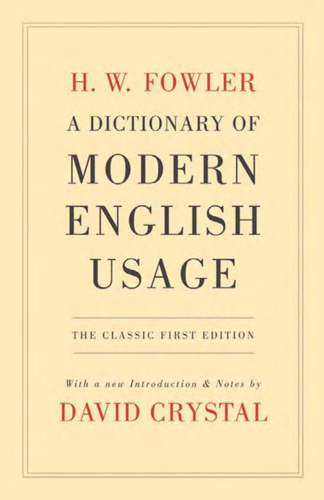 H. W. FOWLER
A DICTIONARY OF
MODERN
ENGLISH
USAGE
THE CLASSIC FIRST EDITION
With a new Introduction & Notes by
DAVID CRYSTAL